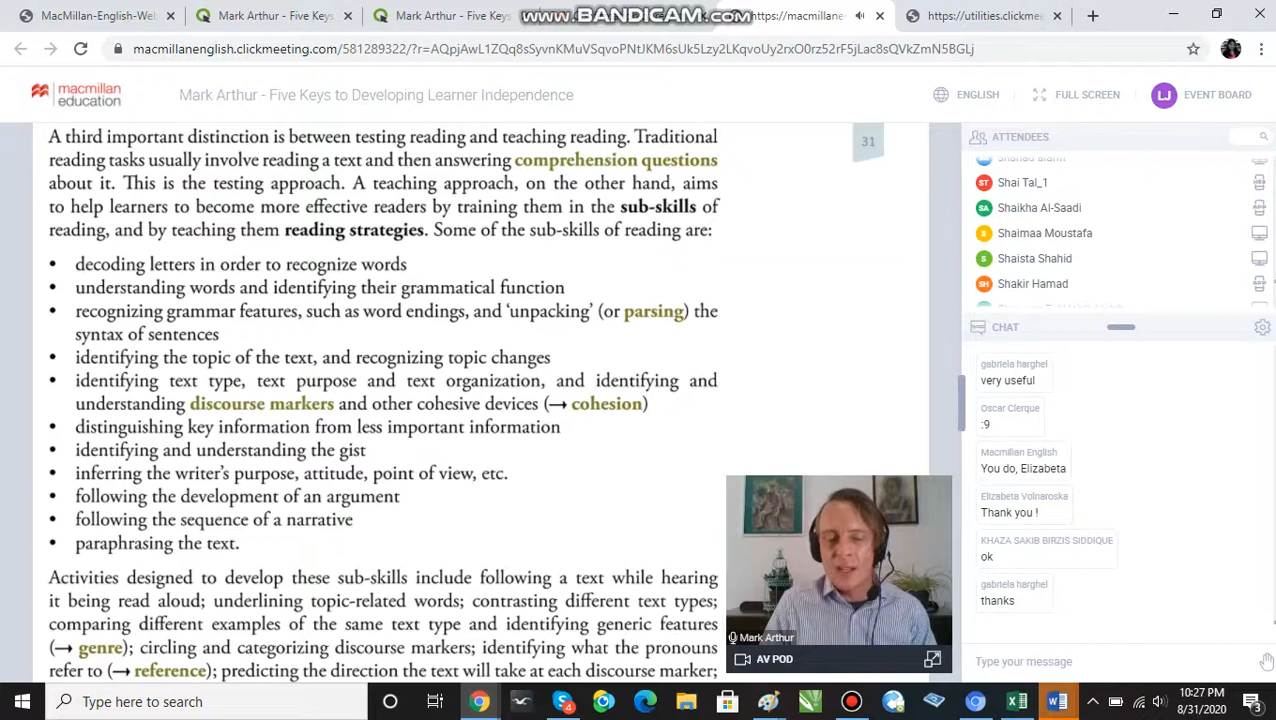 MacMillan-English-Web
Mark Arthur - Five Keys t
Mark Arthur - Five Keys
www.BANDICAM.com
https://macmillane
https://utilities.clickmee
macmillanenglish.clickmeeting.com/581289322/?r=AQpjAwL1ZQq8sSyvnKMuVSqvoPNtJKM6sUk5Lzy2LKqvoUy2rxO0rz52rF5jLac8sQVkZmN5BGLj
macmillan
education
Mark Arthur - Five Keys to Developing Learner Independence
ENGLISH
FULL SCREEN
LJ
EVENT BOARD
A third important distinction is between testing reading and teaching reading. Traditional
reading tasks usually involve reading a text and then answering comprehension questions
about it. This is the testing approach. A teaching approach, on the other hand, aims
to help learners to become more effective readers by training them in the sub-skills of
reading, and by teaching them reading strategies. Some of the sub-skills of reading are:
• decoding letters in order to recognize words
• understanding words and identifying their grammatical function
• recognizing grammar features, such as word endings, and ‘unpacking’ (or parsing) the
syntax of sentences
• identifying the topic of the text, and recognizing topic changes
• identifying text type, text purpose and text organization, and identifying and
understanding discourse markers and other cohesive devices (→ cohesion)
• distinguishing key information from less important information
• identifying and understanding the gist
• inferring the writer’s purpose, attitude, point of view, etc.
• following the development of an argument
• following the sequence of a narrative
• paraphrasing the text.
Activities designed to develop these sub-skills include following a text while hearing
it being read aloud; underlining topic-related words; contrasting different text types;
comparing different examples of the same text type and identifying generic features
(→ genre); circling and categorizing discourse markers; identifying what the pronouns
refer to (→ reference); predicting the direction the text will take at each discourse marker;
31
Mark Arthur
AV POD
ATTENDEES
ST Shai Tal_1
SA Shaikha Al-Saadi
S Shaimaa Moustafa
S Shaista Shahid
SH Shakir Hamad
CHAT
gabriela harghel
very useful
Oscar Clerque
:9
Macmillan English
You do, Elizabeta
Elizabeta Volnaroska
Thank you !
KHAZA SAKIB BIRZIS SIDDIQUE
ok
gabriela harghel
thanks
Type your message
Type here to search
4
10:27 PM
8/31/2020
3